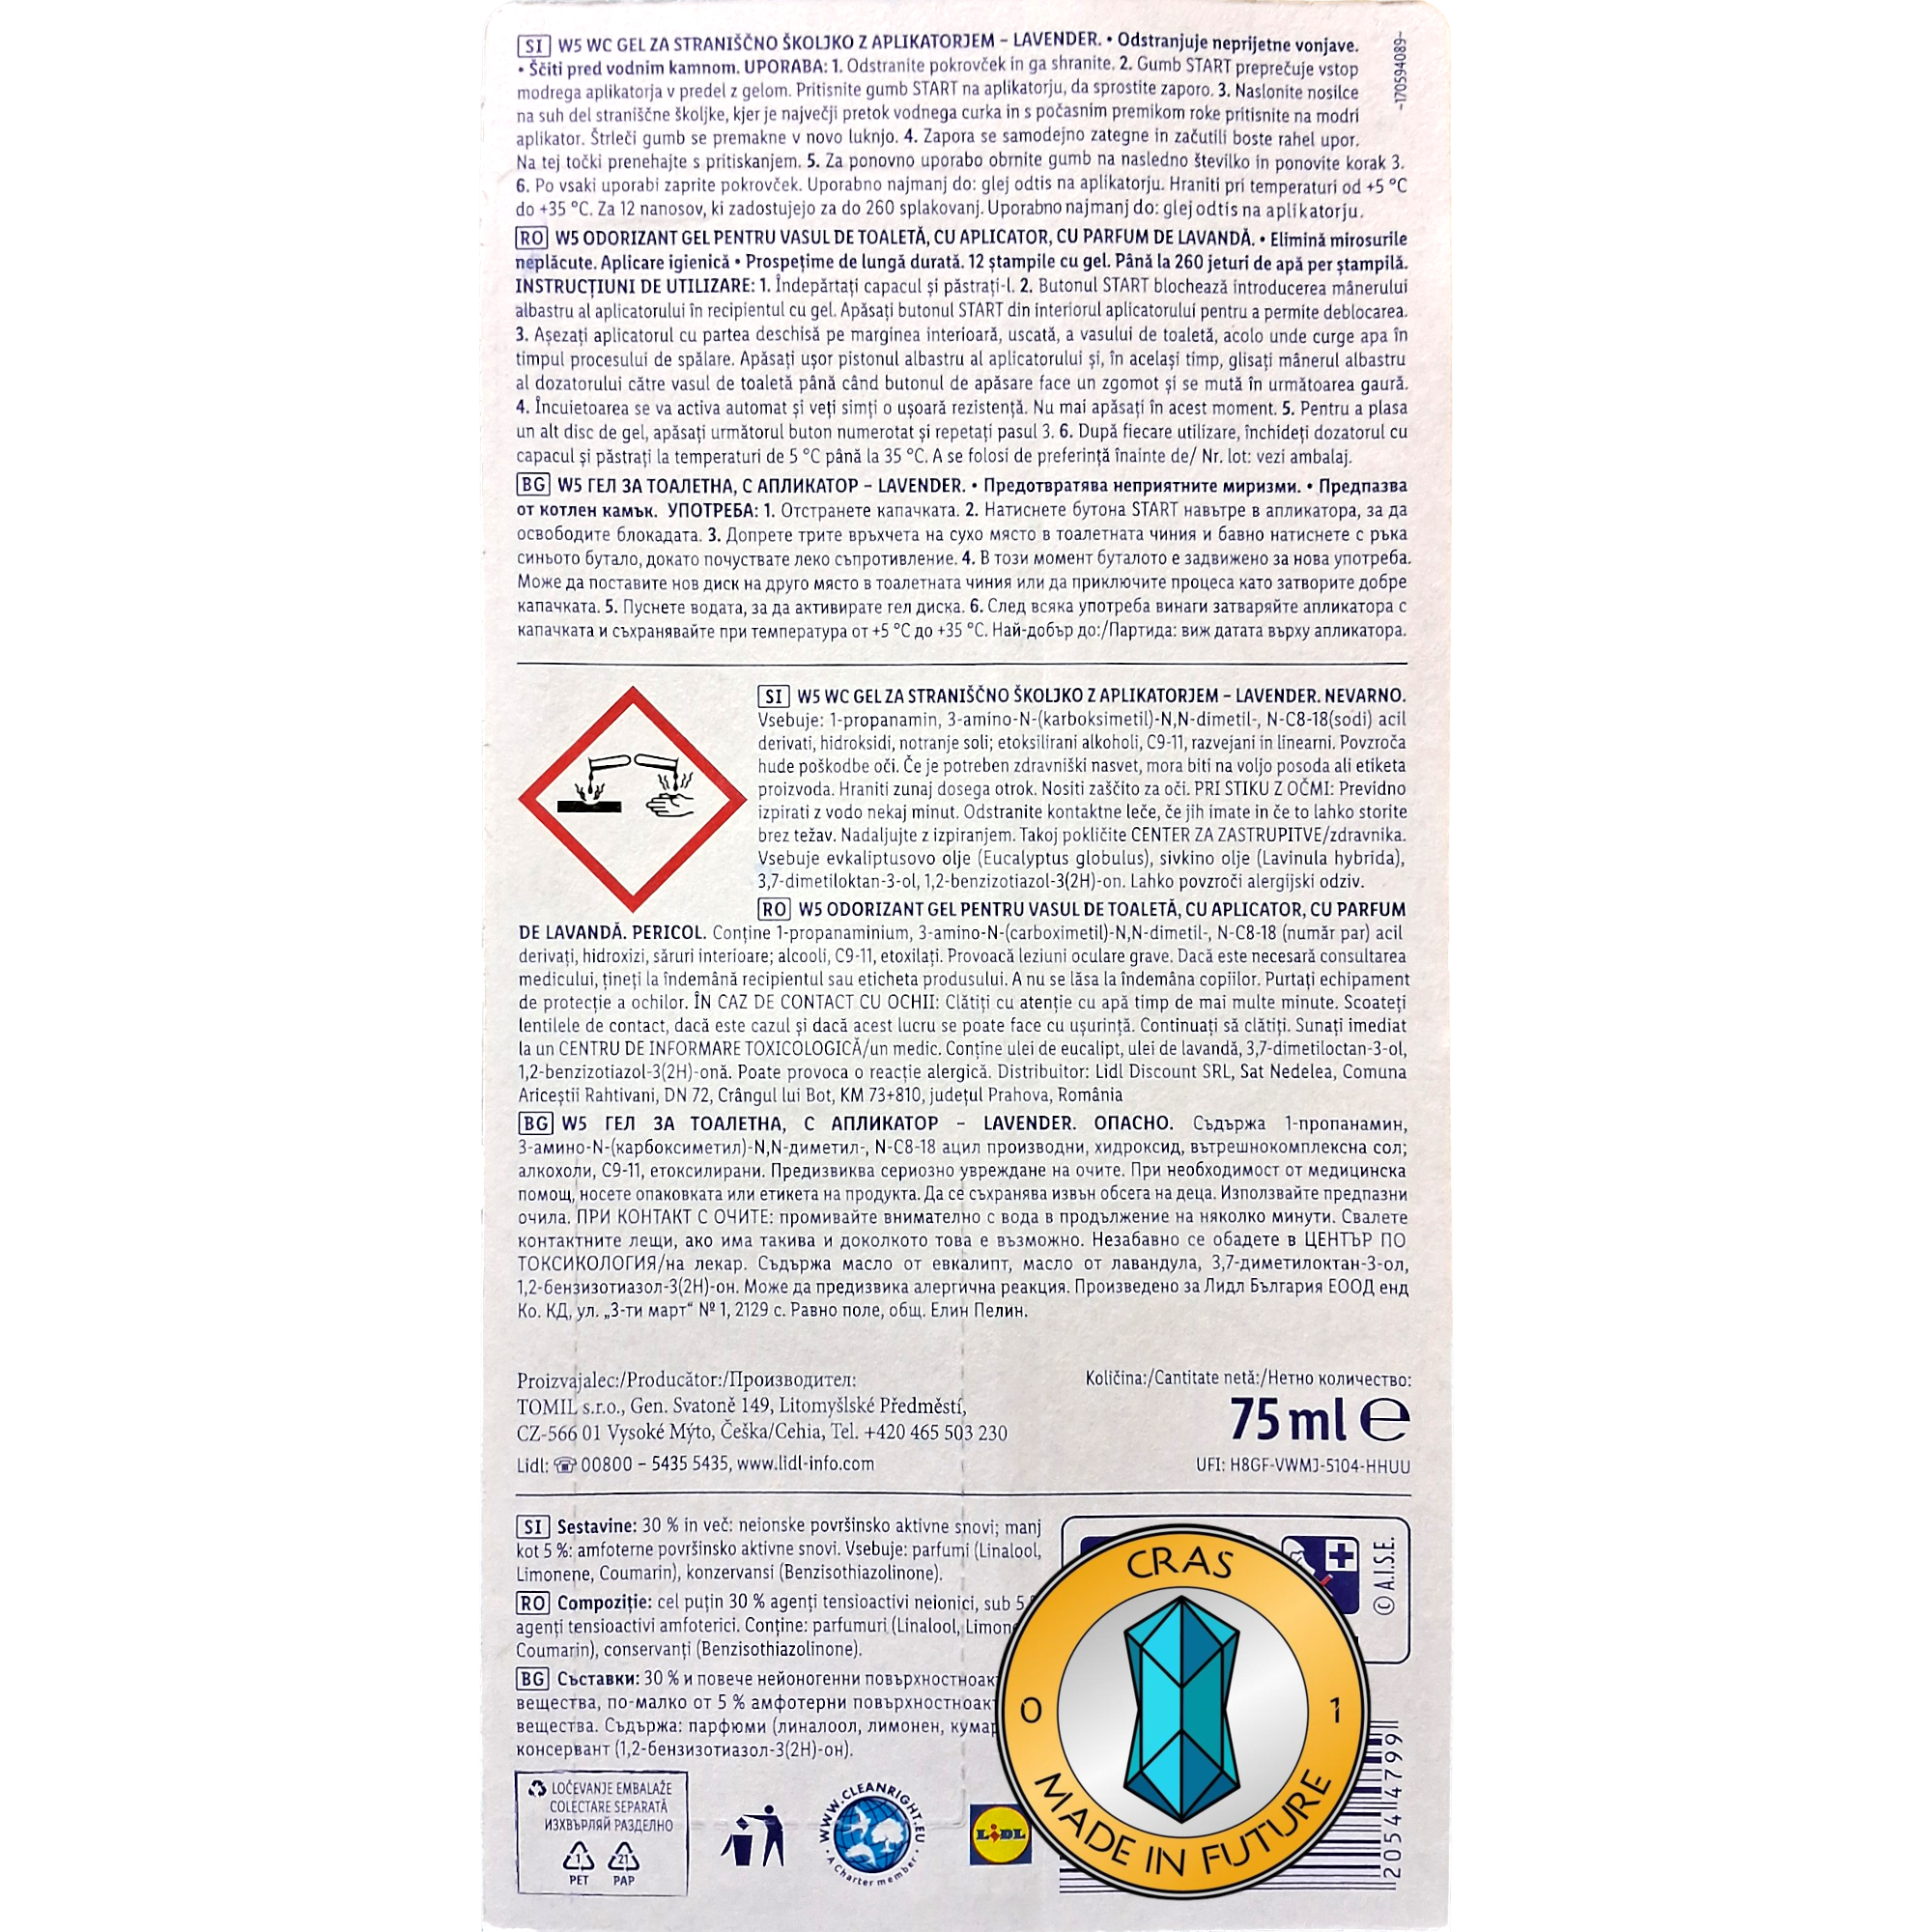 SI W5 WC GEL ZA STRANIŠČNO ŠKOLJKO Z APLIKATORJEM – LAVENDER. • Odstranjuje neprijetne vonjave.
• Ščiti pred vodnim kamnom. UPORABA: 1. Odstranite pokrovček in ga shranite. 2. Gumb START preprečuje vstop
modrega aplikatorja v predel z gelom. Pritisnite gumb START na aplikatorju, da sprostite zaporo. 3. Naslonite nosilce
na suh del straniščne školjke, kjer je največji pretok vodnega curka in s počasnim premikom roke pritisnite na modri
aplikator. Štrleči gumb se premakne v novo luknjo. 4. Zapora se samodejno zategne in začutili boste rahel upor.
Na tej točki prenehajte s pritiskanjem. 5. Za ponovno uporabo obrnite gumb na nasledno številko in ponovite korak 3.
6. Po vsaki uporabi zaprite pokrovček. Uporabno najmanj do: glej odtis na aplikatorju. Hraniti pri temperaturi od +5 °C
do +35 °C. Za 12 nanosov, ki zadostujejo za do 260 splakovanj. Uporabno najmanj do: glej odtis na aplikatorju.
-170594089-
RO W5 ODORIZANT GEL PENTRU VASUL DE TOALETĂ, CU APLICATOR, CU PARFUM DE LAVANDĂ. • Elimină mirosurile
neplăcute. Aplicare igienică • Prospețime de lungă durată. 12 ștampile cu gel. Până la 260 jeturi de apă per ștampilă.
INSTRUCȚIUNI DE UTILIZARE: 1. Îndepărtați capacul și păstrați-l. 2. Butonul START blochează introducerea mânerului
albastru al aplicatorului în recipientul cu gel. Apăsați butonul START din interiorul aplicatorului pentru a permite deblocarea.
3. Așezați aplicatorul cu partea deschisă pe marginea interioară, uscată, a vasului de toaletă, acolo unde curge apa în
timpul procesului de spălare. Apăsați ușor pistonul albastru al aplicatorului și, în același timp, glisați mânerul albastru
al dozatorului către vasul de toaletă până când butonul de apăsare face un zgomot și se mută în următoarea gaură.
4. Încuietoarea se va activa automat și veți simți o ușoară rezistență. Nu mai apăsați în acest moment. 5. Pentru a plasa
un alt disc de gel, apăsați următorul buton numerotat și repetați pasul 3. 6. După fiecare utilizare, închideți dozatorul cu
capacul și păstrați la temperaturi de 5 °C până la 35 °C. A se folosi de preferință înainte de/ Nr. lot: vezi ambalaj.
BG W5 ГЕЛ ЗА ТОАЛЕТНА, С АПЛИКАТОР – LAVENDER. • Предотвратява неприятните миризми. • Предпазва
от котлен камък. УПОТРЕБА: 1. Отстранете капачката. 2. Натиснете бутона START навътре в апликатора, за да
освободите блокадата. 3. Допрете трите връхчета на сухо място в тоалетната чиния и бавно натиснете с ръка
синьото бутало, докато почуствате леко съпротивление. 4. В този момент буталото е задвижено за нова употреба.
Може да поставите нов диск на друго място в тоалетната чиния или да приключите процеса като затворите добре
капачката. 5. Пуснете водата, за да активирате гел диска. 6. След всяка употреба винаги затваряйте апликатора с
капачката и съхранявайте при температура от +5 °C до +35 °C. Най-добър до:/Партида: виж датата върху апликатора.
SI W5 WC GEL ZA STRANIŠČNO ŠKOLJKO Z APLIKATORJEM – LAVENDER. NEVARNO.
Vsebuje: 1-propanamin, 3-amino-N-(karboksimetil)-N,N-dimetil-, N-C8-18(sodi) acil
derivati, hidroksidi, notranje soli; etoksilirani alkoholi, C9-11, razvejani in linearni. Povzroča
hude poškodbe oči. Če je potreben zdravniški nasvet, mora biti na voljo posoda ali etiketa
proizvoda. Hraniti zunaj dosega otrok. Nositi zaščito za oči. PRI STIKU Z OČMI: Previdno
izpirati z vodo nekaj minut. Odstranite kontaktne leče, če jih imate in če to lahko storite
brez težav. Nadaljujte z izpiranjem. Takoj pokličite CENTER ZA ZASTRUPITVE/zdravnika.
Vsebuje evkaliptusovo olje (Eucalyptus globulus), sivkino olje (Lavinula hybrida),
3,7-dimetiloktan-3-ol, 1,2-benzizotiazol-3(2H)-on. Lahko povzroči alergijski odziv.
RO W5 ODORIZANT GEL PENTRU VASUL DE TOALETĂ, CU APLICATOR, CU PARFUM
DE LAVANDĂ. PERICOL. Conține 1-propanaminium, 3-amino-N-(carboximetil)-N,N-dimetil-, N-C8-18 (număr par) acil
derivați, hidroxizi, săruri interioare; alcooli, C9-11, etoxilați. Provoacă leziuni oculare grave. Dacă este necesară consultarea
medicului, țineți la îndemână recipientul sau eticheta produsului. A nu se lăsa la îndemâna copiilor. Purtați echipament
de protecție a ochilor. ÎN CAZ DE CONTACT CU OCHII: Clătiți cu atenție cu apă timp de mai multe minute. Scoateți
lentilele de contact, dacă este cazul și dacă acest lucru se poate face cu ușurință. Continuați să clătiți. Sunați imediat
la un CENTRU DE INFORMARE TOXICOLOGICĂ/un medic. Conține ulei de eucalipt, ulei de lavandă, 3,7-dimetiloctan-3-ol,
1,2-benzizotiazol-3(2H)-onă. Poate provoca o reacție alergică. Distribuitor: Lidl Discount SRL, Sat Nedelea, Comuna
Ariceștii Rahtivani, DN 72, Crângul lui Bot, KM 73+810, județul Prahova, România
BG W5 ГЕЛ ЗА ТОАЛЕТНА, С АПЛИКАТОР – LAVENDER. ОПАСНО. Съдържа 1-пропанамин,
3-амино-N-(карбоксиметил)-N,N-диметил-, N-C8-18 ацил производни, хидроксид, вътрешнокомплексна сол;
алкохоли, C9-11, етоксилирани. Предизвиква сериозно увреждане на очите. При необходимост от медицинска
помощ, носете опаковката или етикета на продукта. Да се съхранява извън обсега на деца. Използвайте предпазни
очила. ПРИ КОНТАКТ С ОЧИТЕ: промивайте внимателно с вода в продължение на няколко минути. Свалете
контактните лещи, ако има такива и доколкото това е възможно. Незабавно се обадете в ЦЕНТЪР ПО
ТОКСИКОЛОГИЯ/на лекар. Съдържа масло от евкалипт, масло от лавандула, 3,7-диметилоктан-3-ол,
1,2-бензизотиазол-3(2H)-он. Може да предизвика алергична реакция. Произведено за Лидл България ЕООД енд
Ко. КД, ул. „3-ти март“ № 1, 2129 с. Равно поле, общ. Елин Пелин.
Proizvajalec:/Producător:/Производител:
TOMIL s.r.o., Gen. Svatoně 149, Litomyšlské Předměstí,
CZ-566 01 Vysoké Mýto, Češka/Cehia, Tel. +420 465 503 230
Lidl: ☏ 00800 – 5435 5435, www.lidl-info.com
Količina:/Cantitate netă:/Нетно количество:
75 ml ℮
UFI: H8GF-VWMJ-5104-HHUU
SI Sestavine: 30 % in več: neionske površinsko aktivne snovi; manj
kot 5 %: amfoterne površinsko aktivne snovi. Vsebuje: parfumi (Linalool,
Limonene, Coumarin), konzervansi (Benzisothiazolinone).
RO Compoziție: cel puțin 30 % agenți tensioactivi neionici, sub 5
agenți tensioactivi amfoterici. Conține: parfumuri (Linalool, Limon
Coumarin), conservanți (Benzisothiazolinone).
BG Съставки: 30 % и повече нейоногенни повърхностноак
вещества, по-малко от 5 % амфотерни повърхностноак
вещества. Съдържа: парфюми (линалоол, лимонен, кумар
консервант (1,2-бензизотиазол-3(2H)-он).
© A.I.S.E.
CRAS
0 1
MADE IN FUTURE
LOČEVANJE EMBALAŽE
COLECTARE SEPARATĂ
ИЗХВЪРЛЯЙ РАЗДЕЛНО
1 21
PET PAP
WWW.CLEANRIGHT.EU
• A Charter member •
LIDL
20544799